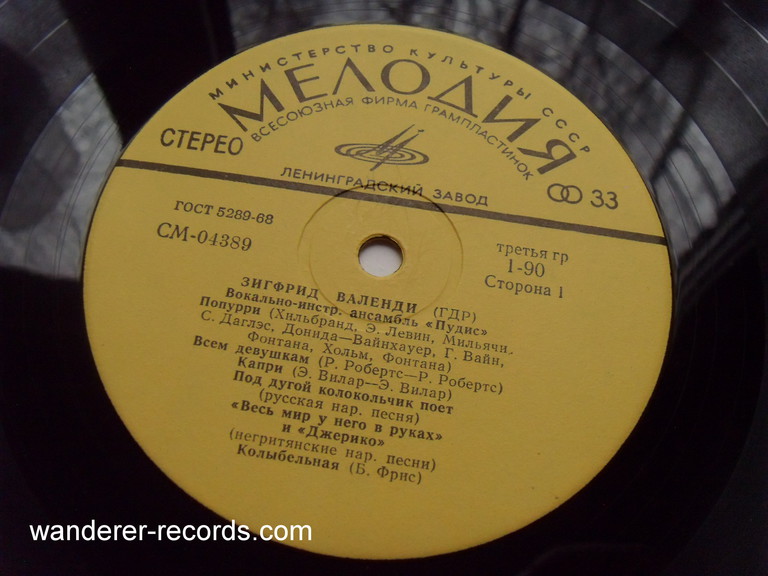 МИНИСТЕРСТВО КУЛЬТУРЫ СССР
МЕЛОДИЯ
ВСЕСОЮЗНАЯ ФИРМА ГРАМПЛАСТИНОК
СТЕРЕО
33
ЛЕНИНГРАДСКИЙ ЗАВОД
ГОСТ 5289-68
СМ-04389
третья гр
1-90
Сторона 1
ЗИГФРИД ВАЛЕНДИ (ГДР)
Вокально-инстр. ансамбль «Пудис»
Попурри (Хильбранд, Э. Левин, Мильячи,
С. Даглэс, Донида—Вайнхауер, Г. Вайн,
Фонтана, Хольм, Фонтана)
Всем девушкам (Р. Робертс—Р. Робертс)
Капри (Э. Вилар—Э. Вилар)
Под дугой колокольчик поет
(русская нар. песня)
«Весь мир у него в руках»
и «Джерико»
(негритянские нар. песни)
Колыбельная (Б. Фрис)
wanderer-records.com